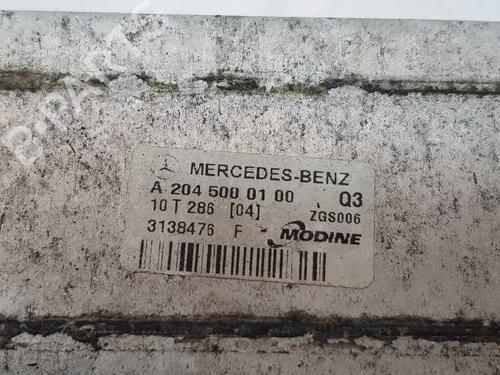 B-PARTS
MERCEDES-BENZ
A 204 500 01 00 Q3
10 T 286 [04] ZGS006
3138476 F MODINE